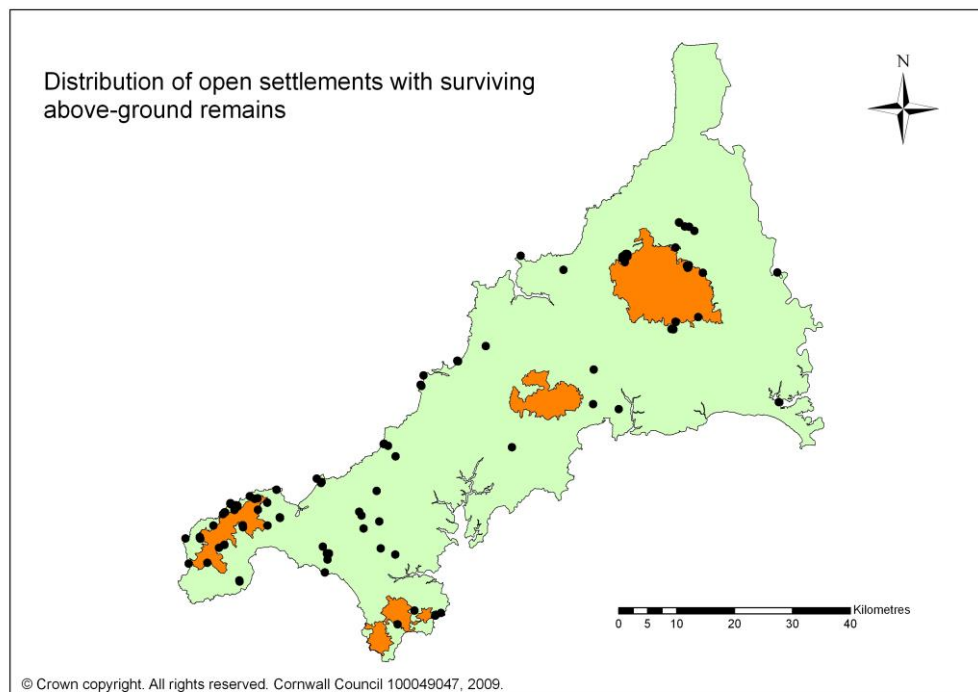 Distribution of open settlements with surviving
above-ground remains
N
Kilometres
0 5 10 20 30 40
© Crown copyright. All rights reserved. Cornwall Council 100049047, 2009.